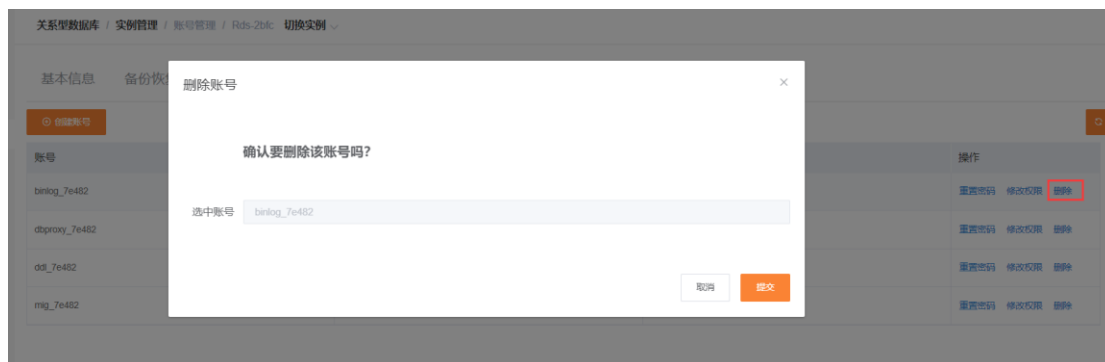 关系型数据库 / 实例管理 / 账号管理 / Rds-2bfc 切换实例
基本信息 备份恢
删除账号
创建账号
确认要删除该账号吗？
账号 操作
binlog_7e482 重置密码 修改权限 删除
选中账号 binlog_7e482
dbproxy_7e482 重置密码 修改权限 删除
ddl_7e482 重置密码 修改权限 删除
取消 提交
mig_7e482 重置密码 修改权限 删除